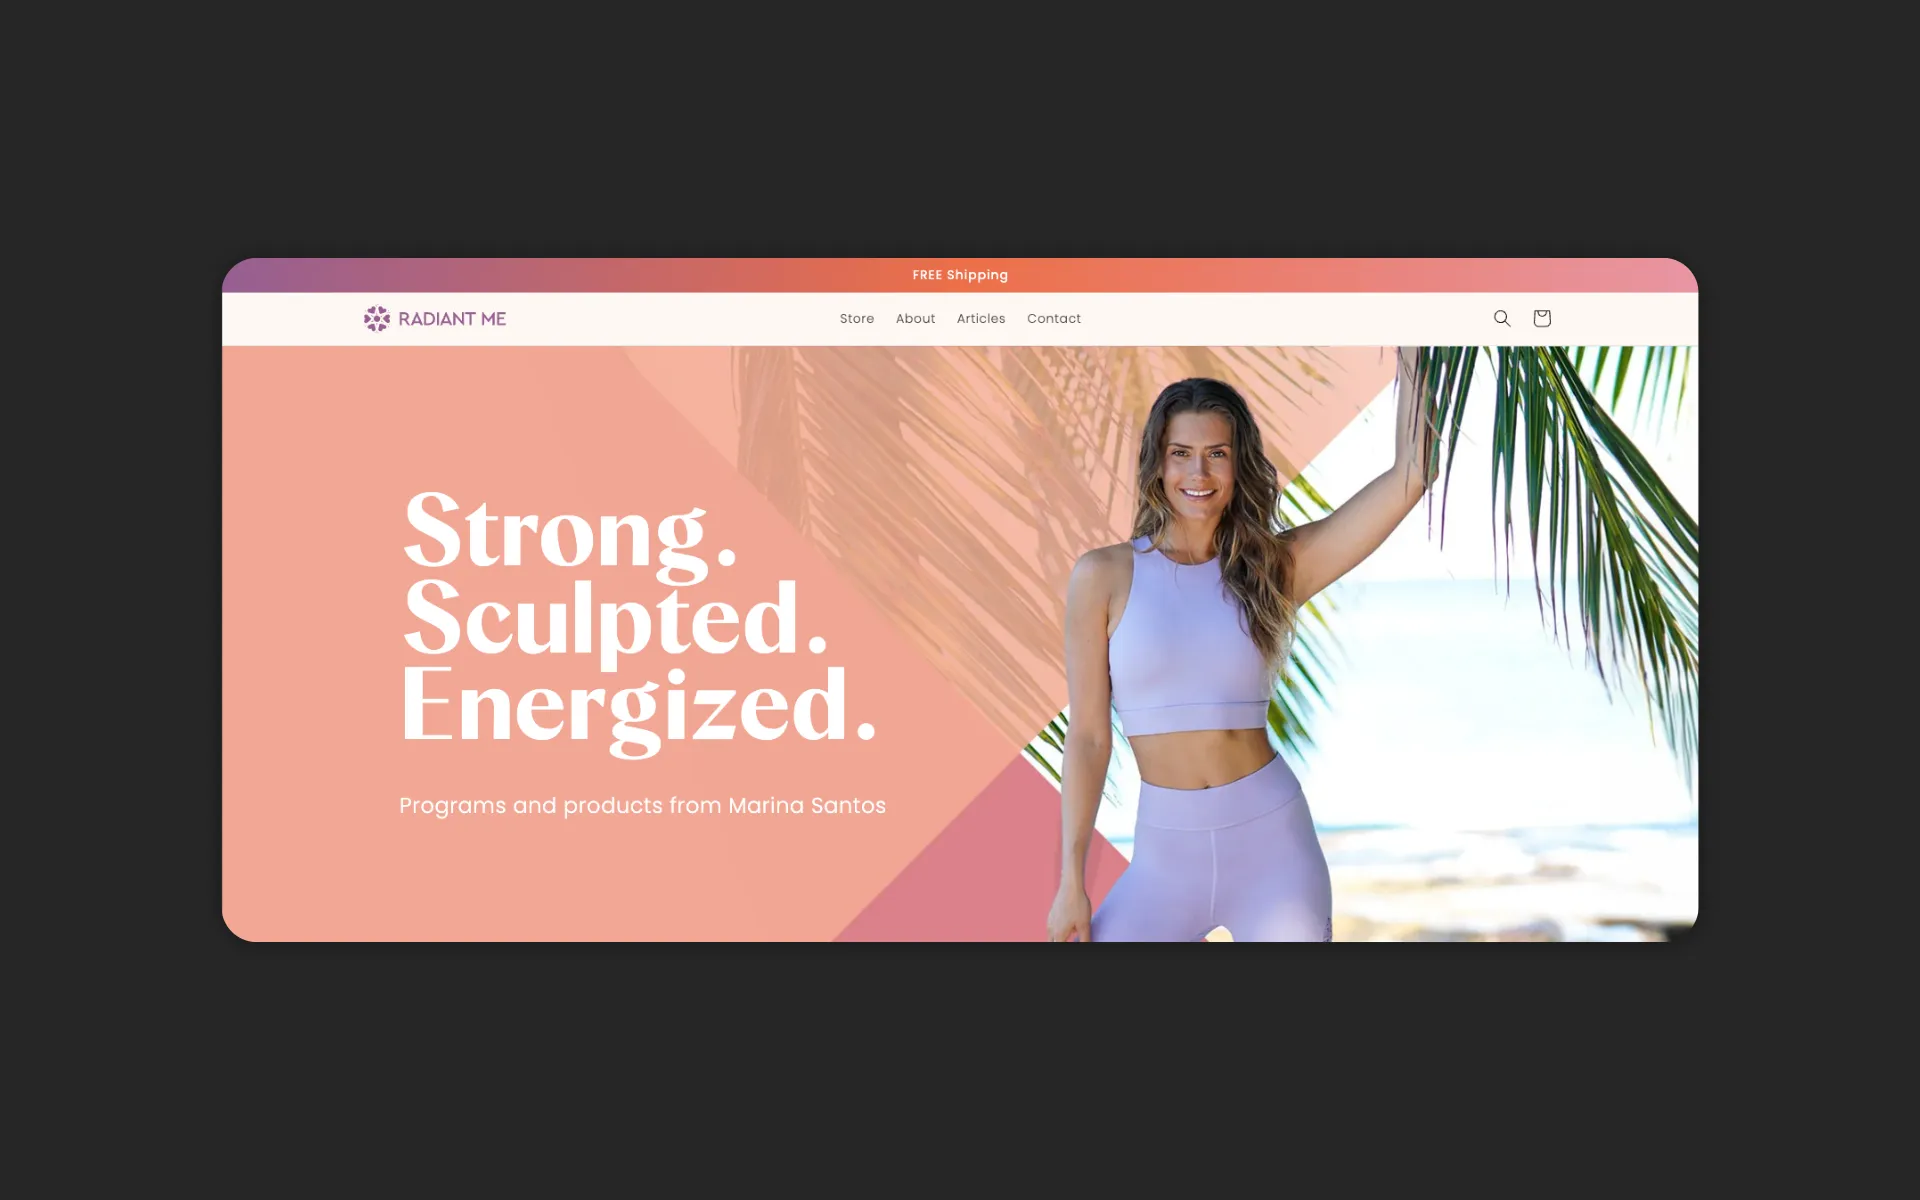 FREE Shipping
RADIANT ME
Store About Articles Contact
Strong.
Sculpted.
Energized.
Programs and products from Marina Santos